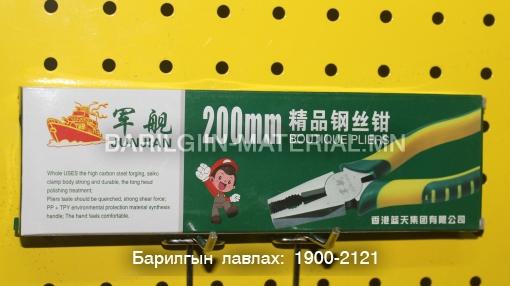 军舰
JUNJIAN
200mm 精品钢丝钳
BOUTIQUE PLIERS
BARILGIIN-MATERIAL.MN
Whole USES the high carbon steel forging, seiko
clamp body strong and durable, the long head
polishing treatment;
Pliers taste should be quenched, strong shear force;
PP + TPY environmental protection material synthesis
handle; The hand feels comfortable.
香港蓝天集团有限公司
Барилгын лавлах: 1900-2121